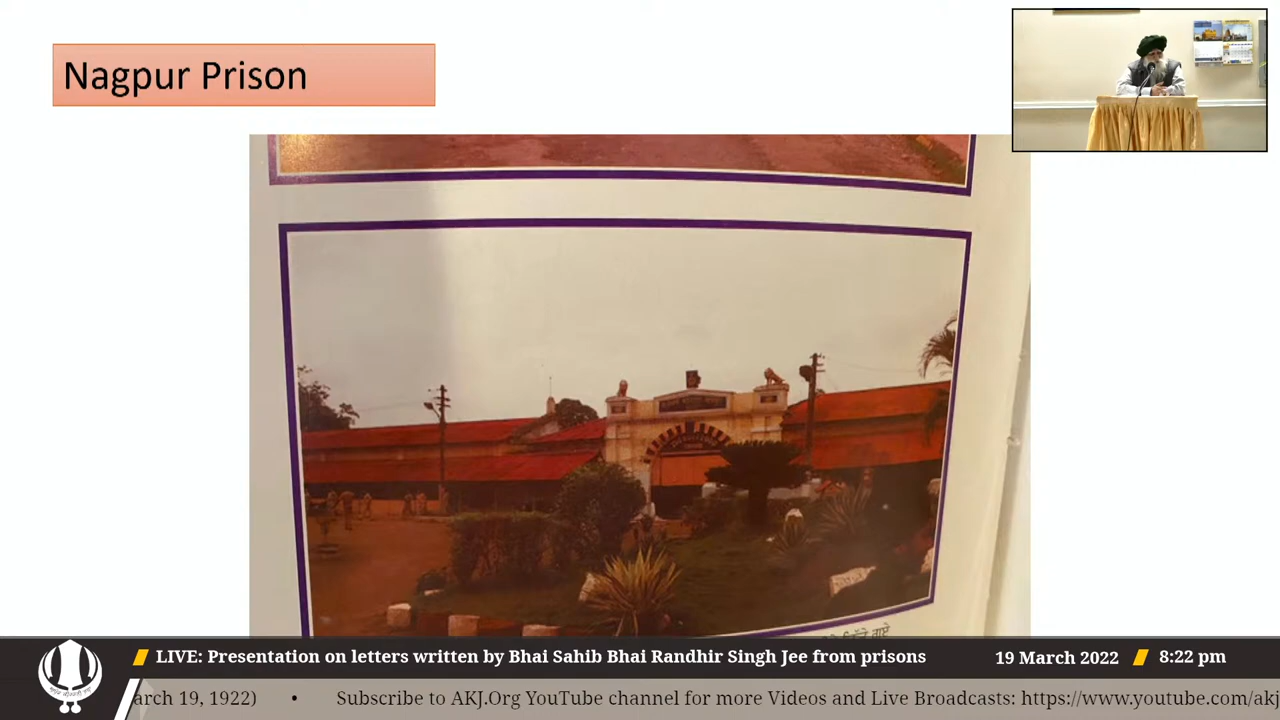 Nagpur Prison
LIVE: Presentation on letters written by Bhai Sahib Bhai Randhir Singh Jee from prisons
19 March 2022
8:22 pm
arch 19, 1922) • Subscribe to AKJ.Org YouTube channel for more Videos and Live Broadcasts: https://www.youtube.com/akj